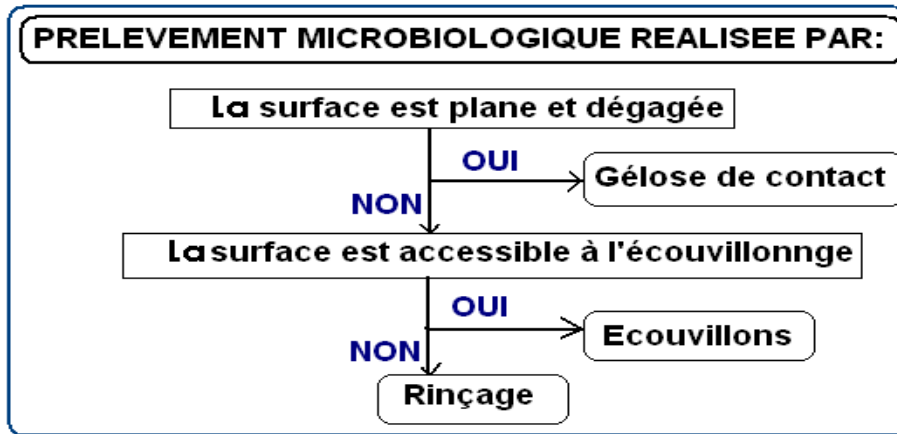 PRELEVEMENT MICROBIOLOGIQUE REALISEE PAR:
La surface est plane et dégagée
OUI
Gélose de contact
NON
La surface est accessible à l'écouvillonnge
OUI
Ecouvillons
NON
Rinçage